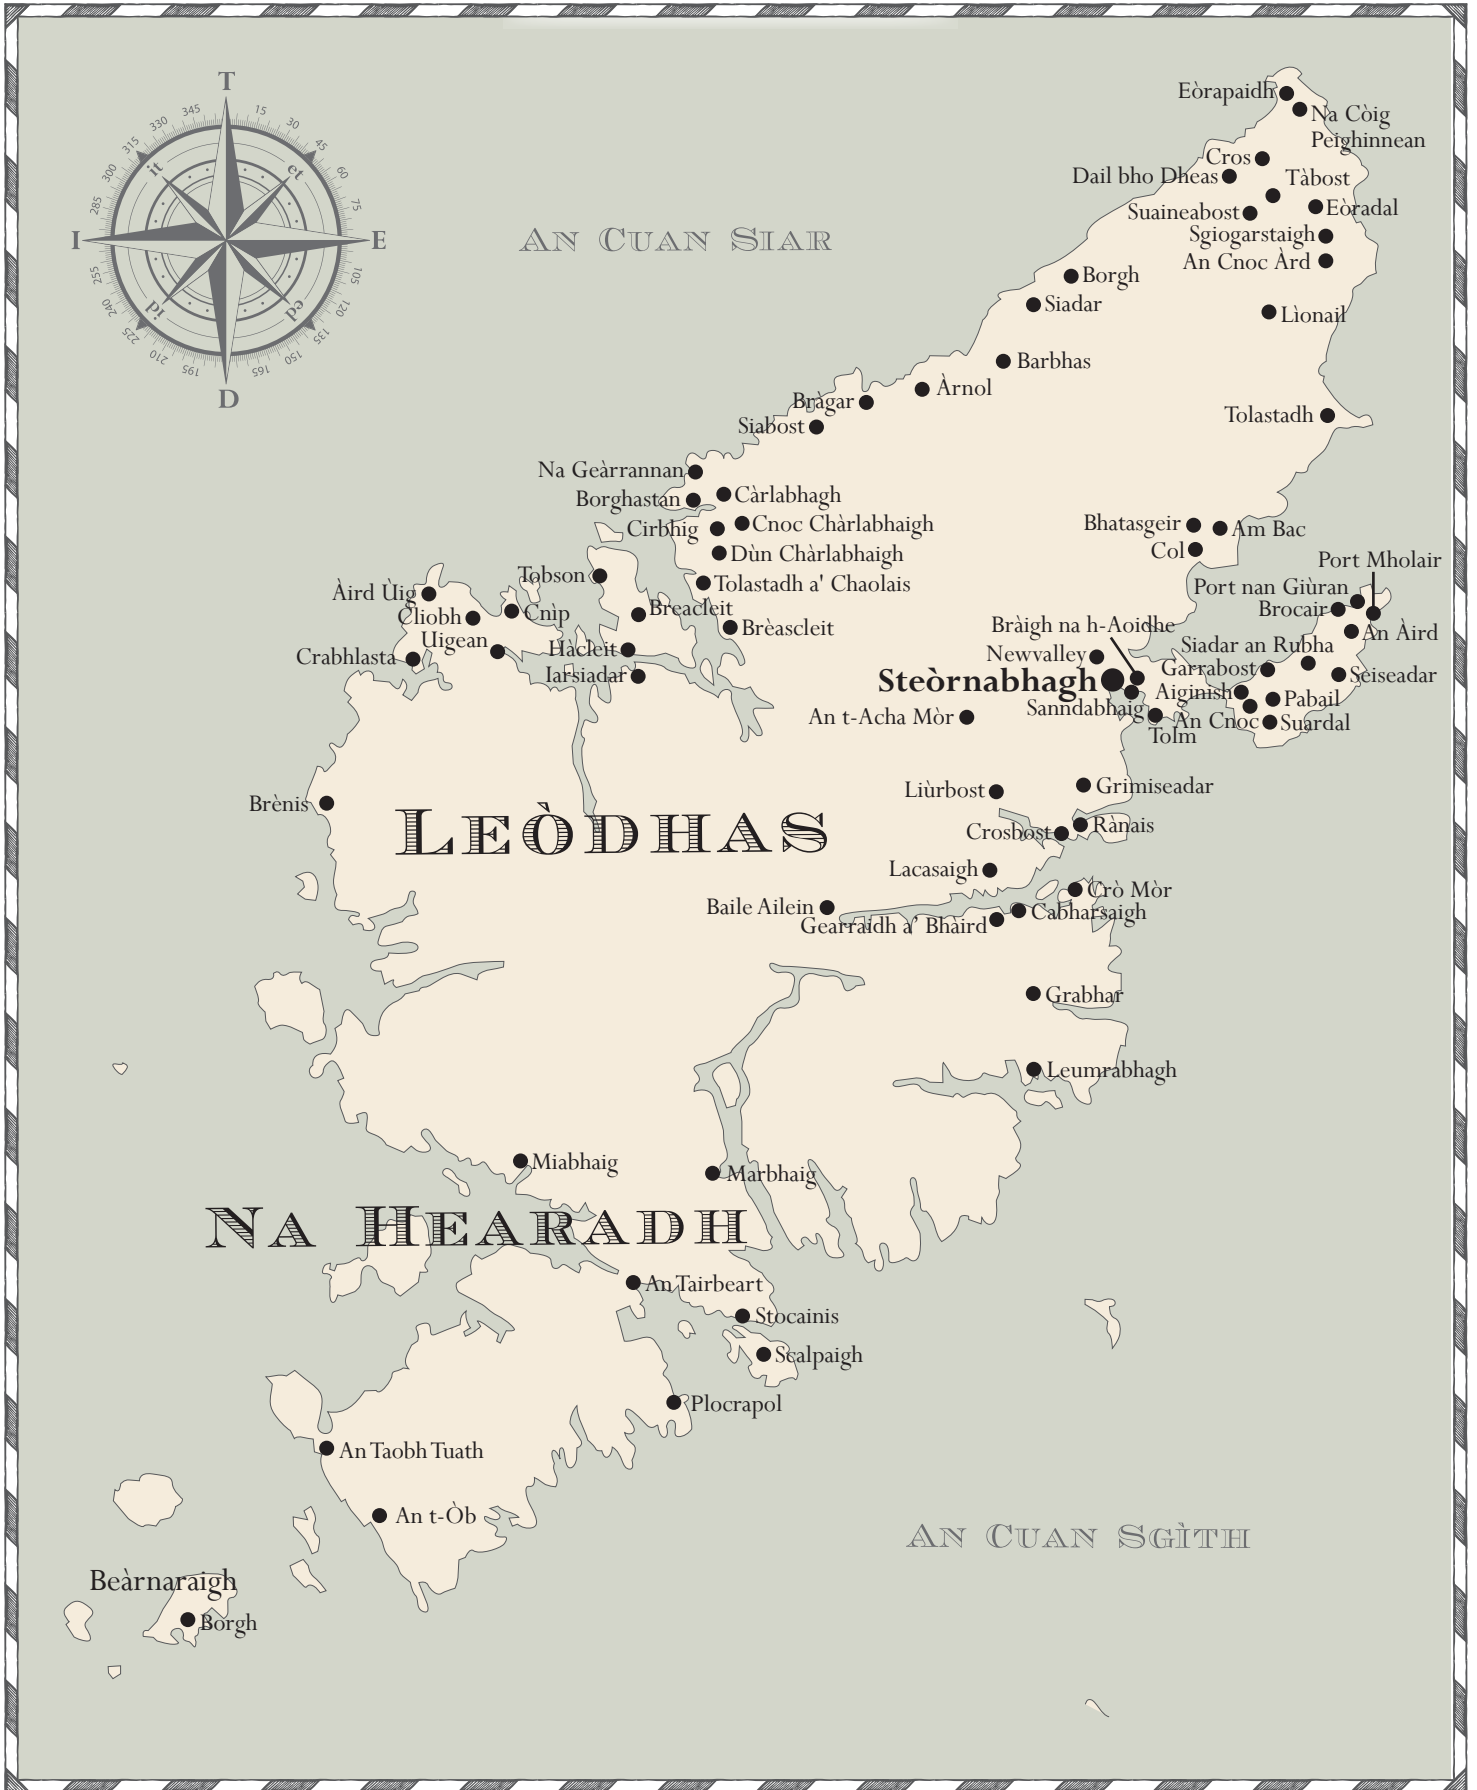 T
345
15
330
30
315
45
it
et
300
60
285
75
I
E
255
105
240
120
id
ed
225
135
210
150
195
165
D
AN CUAN SIAR
Eòrapaidh
Na Còig
Peighinnean
Cros
Dail bho Dheas
Tàbost
Suaineabost
Eòradal
Sgiogarstaigh
An Cnoc Àrd
Borgh
Siadar
Lìonail
Barbhas
Àrnol
Bràgar
Tolastadh
Siabost
Na Geàrrannan
Borghastan
Càrlabhagh
Cirbhig
Cnoc Chàrlabhaigh
Bhatasgeir
Am Bac
Col
Dùn Chàrlabhaigh
Port Mholair
Tobson
Tolastadh a' Chaolais
Port nan Giùran
Àird Ùig
Brocair
Cliobh
Cnìp
Breacleit
Brèascleit
Bràigh na h-Aoidhe
An Àird
Uigean
Siadar an Rubha
Crabhlasta
Hàcleit
Newvalley
Garrabost
Iarsiadar
Steòrnabhagh
Seiseadar
Aiginish
Pabail
Sanndabhaig
An t-Acha Mòr
An Cnoc
Suardal
Tolm
Liùrbost
Grimiseadar
Brènis
LEÒDHAS
Crosbost
Rànais
Lacasaigh
Crò Mòr
Baile Ailein
Cabharsaigh
Gearraidh a' Bhàird
Grabhar
Leumrabhagh
Miabhaig
Marbhaig
NA HEARADH
An Tairbeart
Stocainis
Scalpaigh
Plocrapol
An Taobh Tuath
An t-Òb
AN CUAN SGÌTH
Beàrnaraigh
Borgh